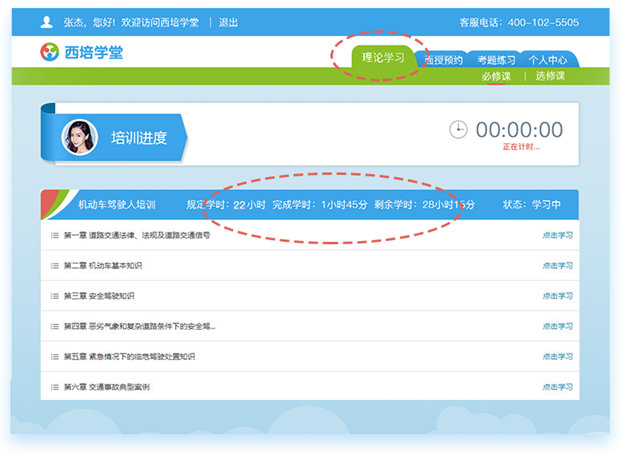 张杰，您好！欢迎访问西培学堂 | 退出 客服电话：400-102-5505
西培学堂 理论学习 面授预约 考题练习 个人中心
必修课 | 选修课
培训进度 00:00:00
正在计时...
机动车驾驶人培训 规定学时：22小时 完成学时：1小时45分 剩余学时：28小时15分 状态：学习中
第一章 道路交通法律、法规及道路交通信号 点击学习
第二章 机动车基本知识 点击学习
第三章 安全驾驶知识 点击学习
第四章 恶劣气象和复杂道路条件下的安全驾... 点击学习
第五章 紧急情况下的临危驾驶处置知识 点击学习
第六章 交通事故典型案例 点击学习